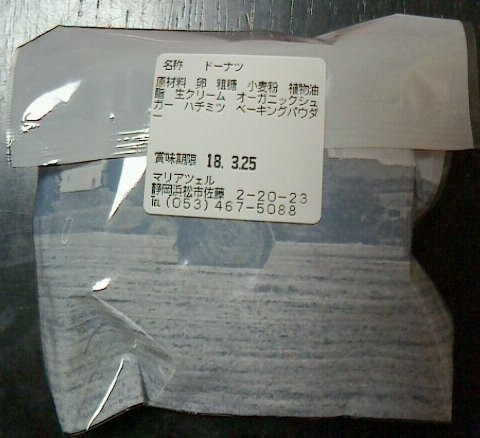 名称 ドーナツ
原材料 卵 粗糖 小麦粉 植物油
脂 生クリーム オーガニックシュ
ガー ハチミツ ベーキングパウダ
ー
賞味期限 18. 3.25
マリアツェル
静岡浜松市佐藤 2-20-23
℡ (053)467-5088